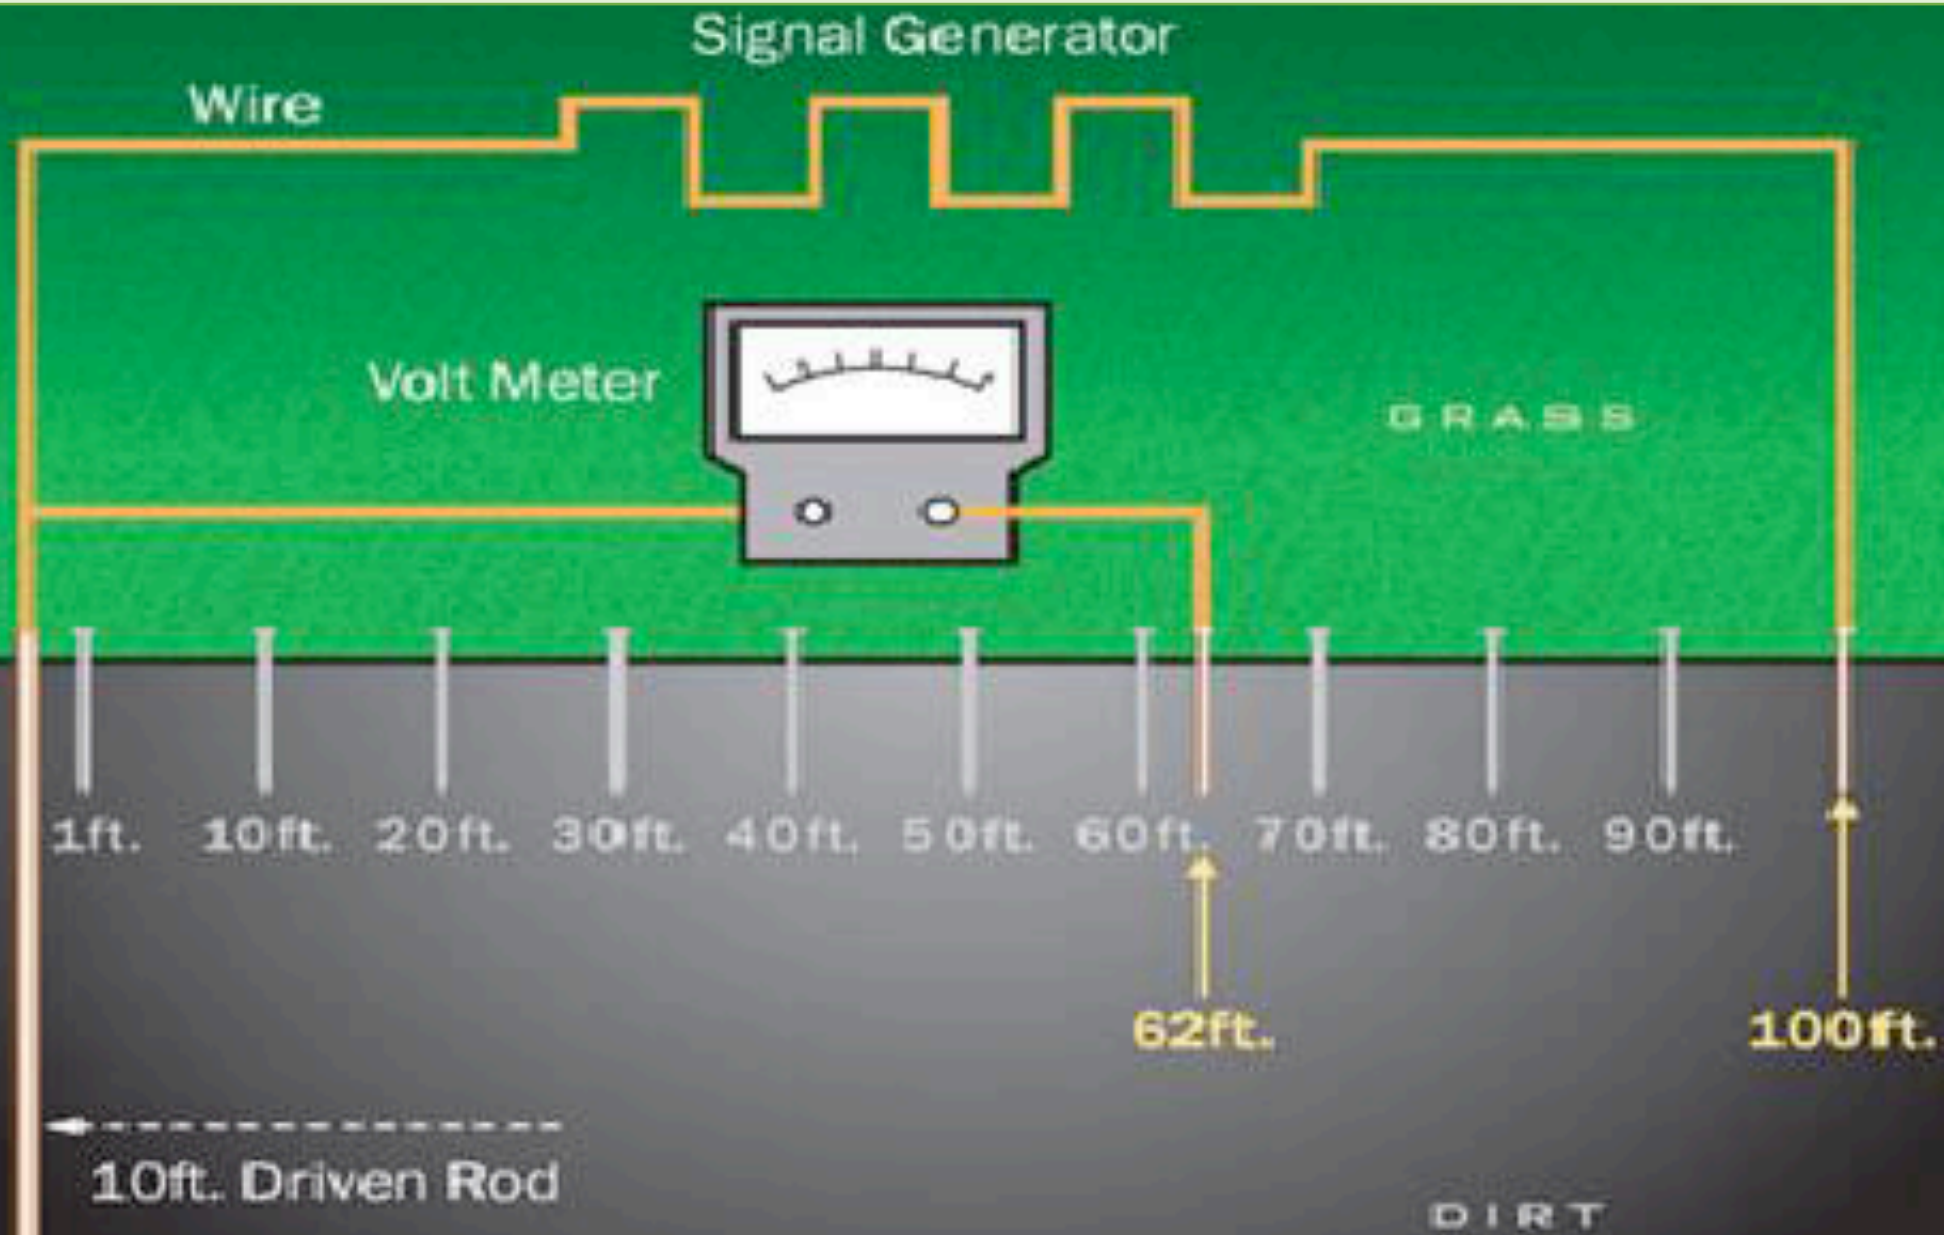 Signal Generator
Wire
Volt Meter
GRASS
1ft. 10ft. 20ft. 30ft. 40ft. 50ft. 60ft. 70ft. 80ft. 90ft.
62ft. 100ft.
10ft. Driven Rod
DIRT